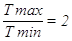 T max / T min = 2